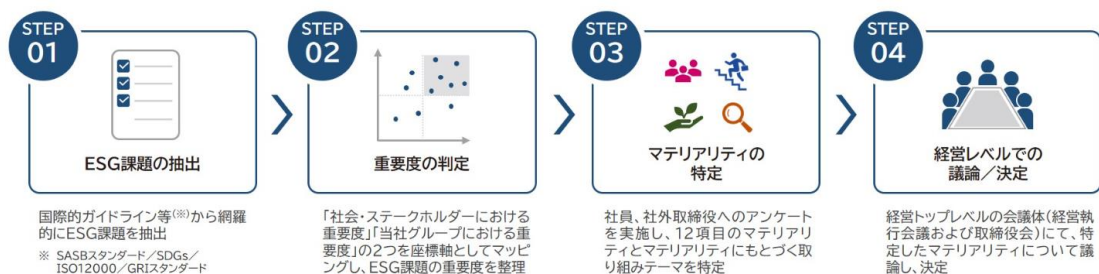 STEP
01
ESG課題の抽出
国際的ガイドライン等(※)から網羅
的にESG課題を抽出
※ SASBスタンダード／SDGs／
ISO12000／GRIスタンダード
STEP
02
重要度の判定
「社会・ステークホルダーにおける
重要度」「当社グループにおける重
要度」の2つを座標軸としてマッピ
ングし、ESG課題の重要度を整理
STEP
03
マテリアリティの
特定
社員、社外取締役へのアンケート
を実施し、12項目のマテリアリ
ティとマテリアリティにもとづく取
り組みテーマを特定
STEP
04
経営レベルでの
議論／決定
経営トップレベルの会議体（経営執
行会議および取締役会）にて、特
定したマテリアリティについて議
論し、決定